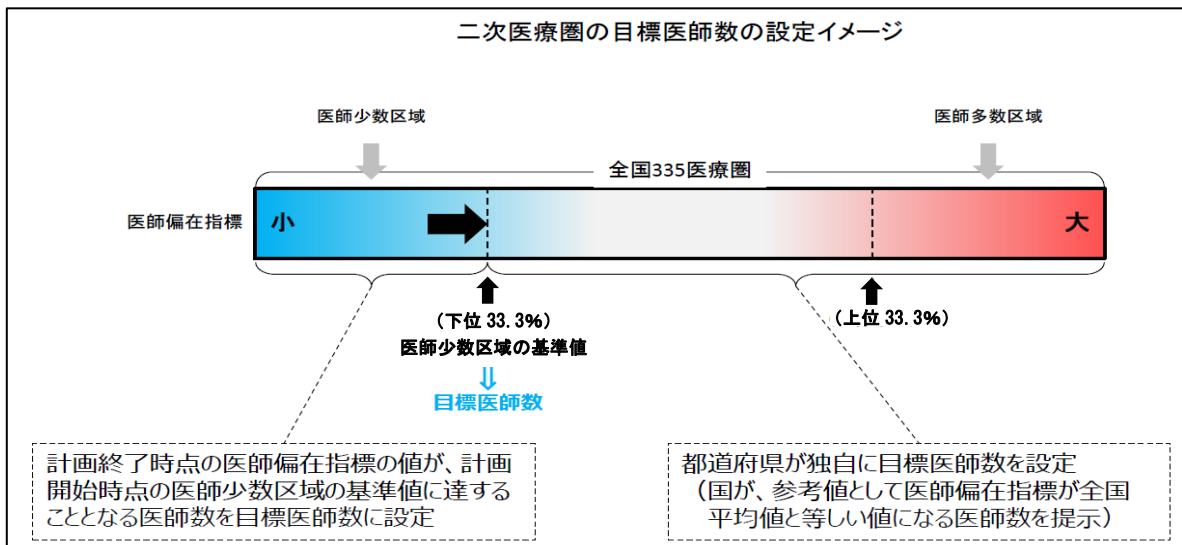 二次医療圏の目標医師数の設定イメージ
医師少数区域
医師多数区域
全国335医療圏
医師偏在指標
小
大
(下位 33.3%)
医師少数区域の基準値
(上位 33.3%)
⇓
目標医師数
計画終了時点の医師偏在指標の値が、計画
開始時点の医師少数区域の基準値に達する
こととなる医師数を目標医師数に設定
都道府県が独自に目標医師数を設定
(国が、参考値として医師偏在指標が全国
平均値と等しい値になる医師数を提示)